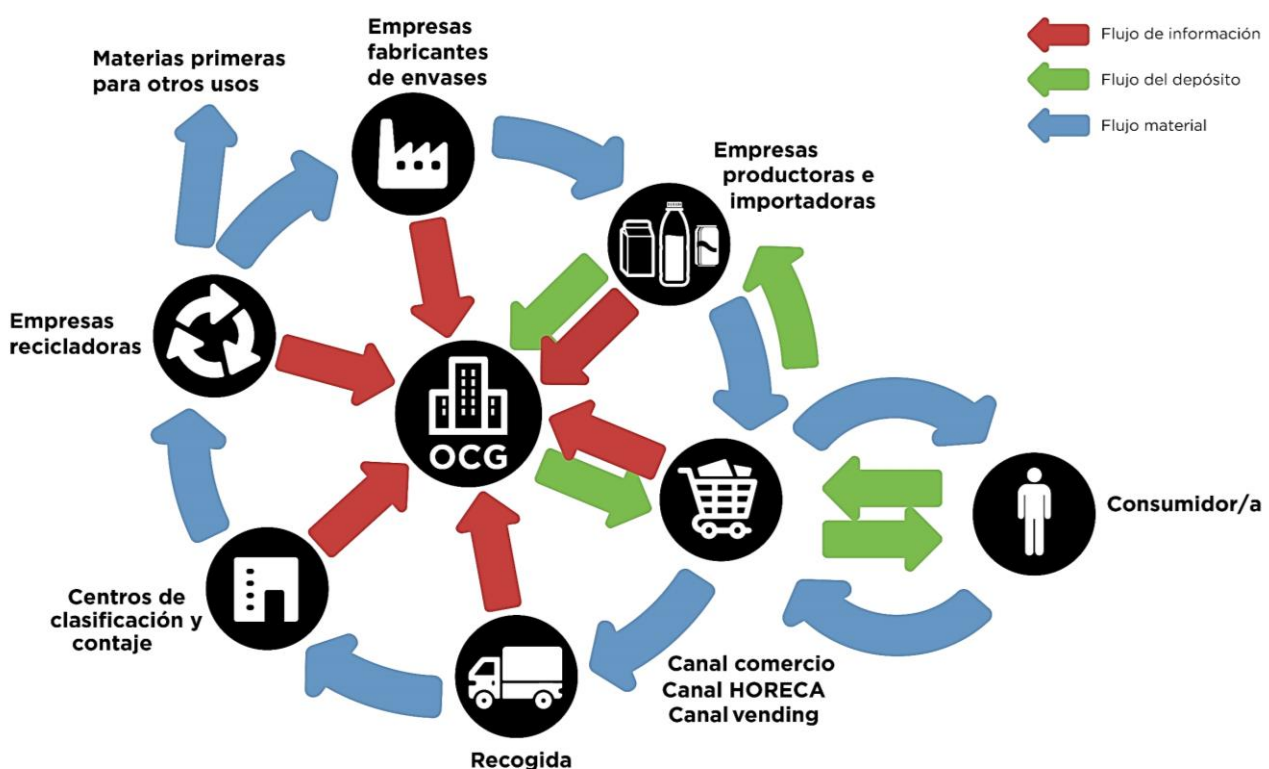 Empresas
fabricantes
de envases
Materias primeras
para otros usos
Flujo de información
Flujo del depósito
Flujo material
Empresas
productoras e
importadoras
Empresas
recicladoras
OCG
Consumidor/a
Centros de
clasificación y
contaje
Canal comercio
Canal HORECA
Canal vending
Recogida